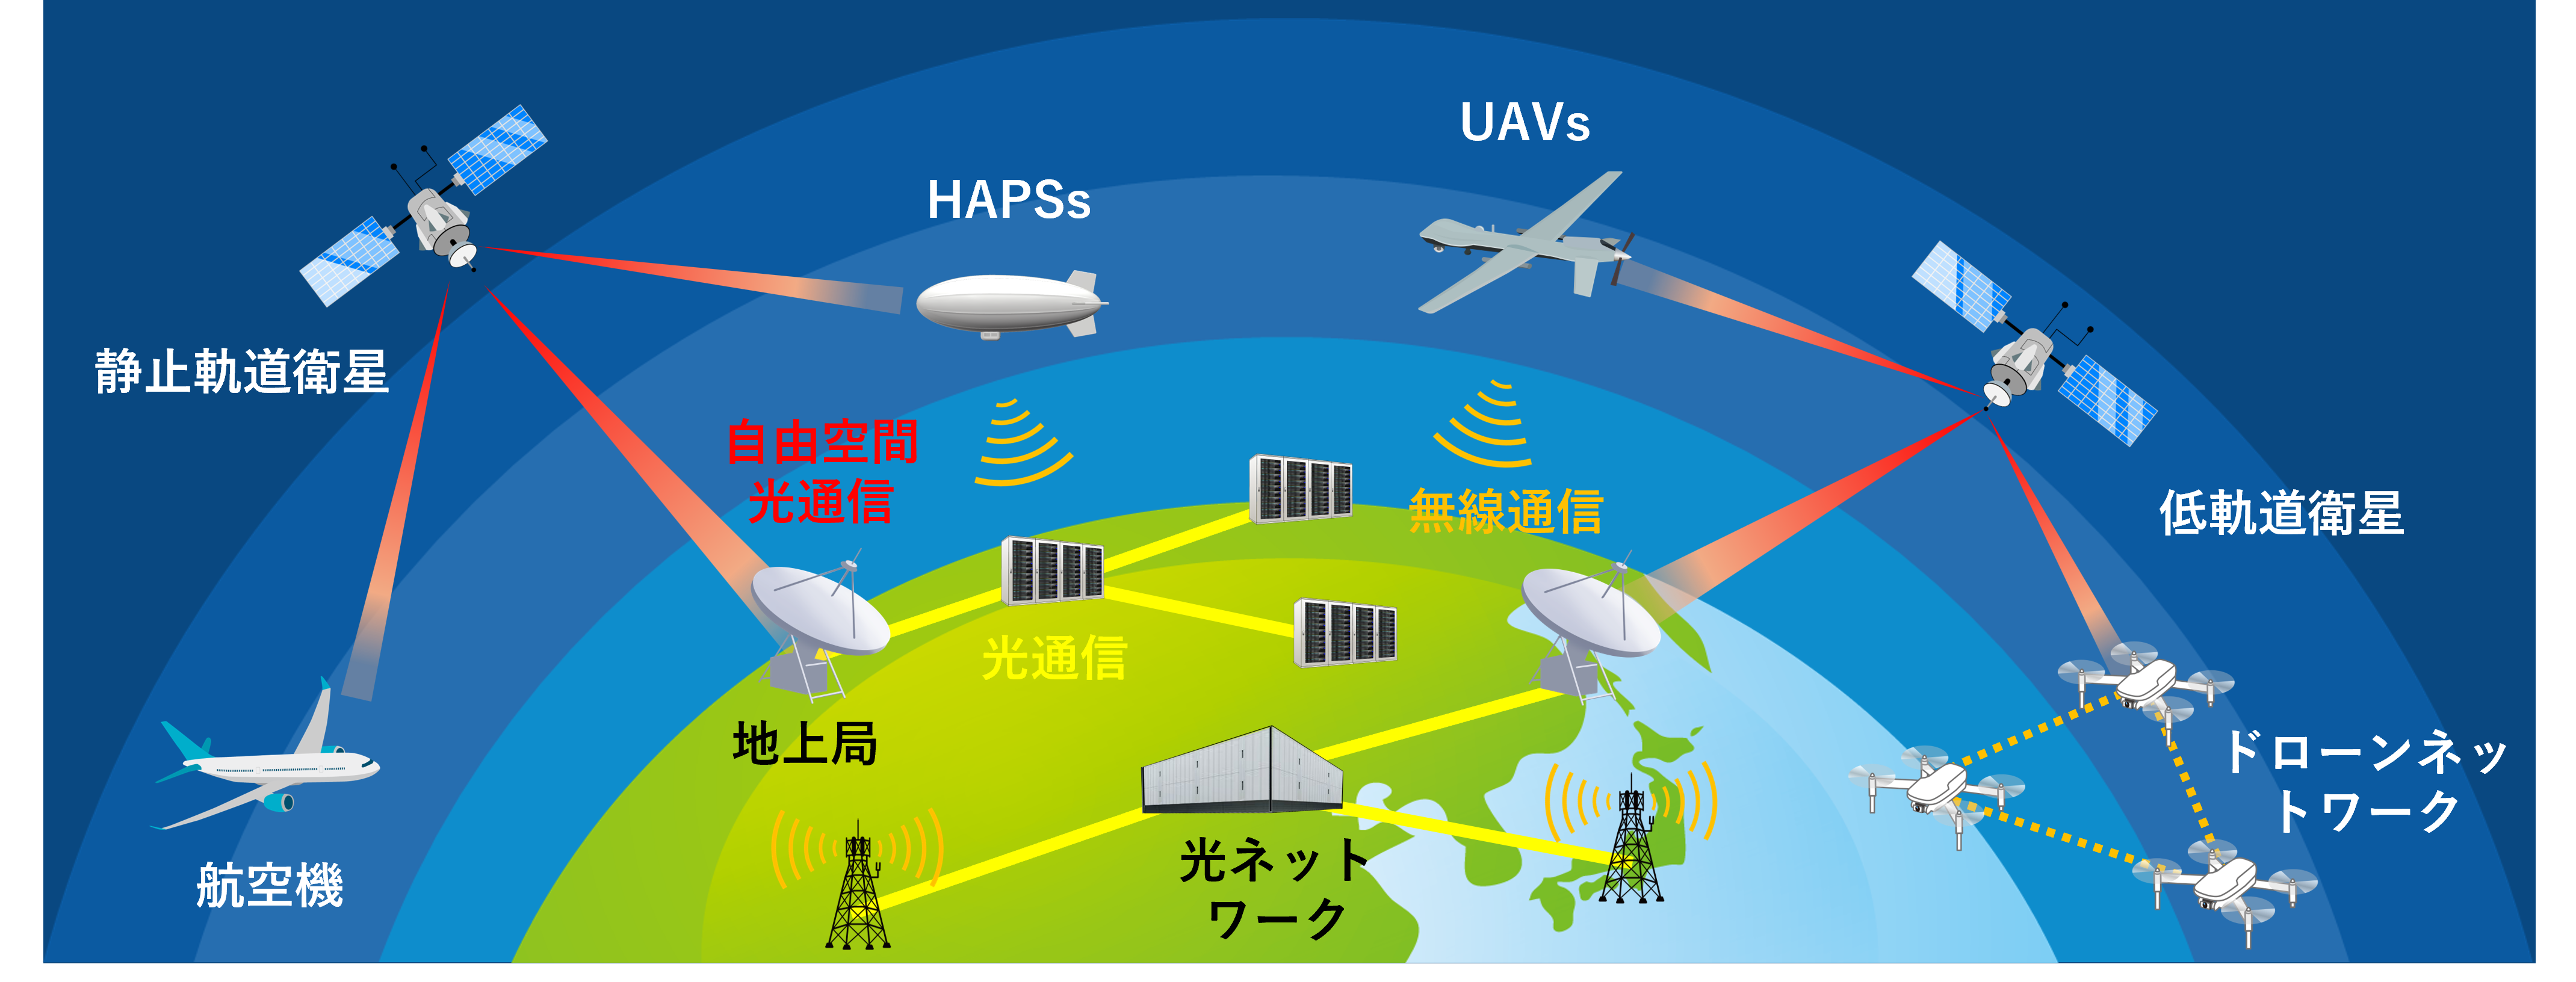 UAVs
HAPSs
静止軌道衛星
自由空間
光通信
無線通信
低軌道衛星
光通信
地上局
ドローンネッ
トワーク
光ネット
ワーク
航空機